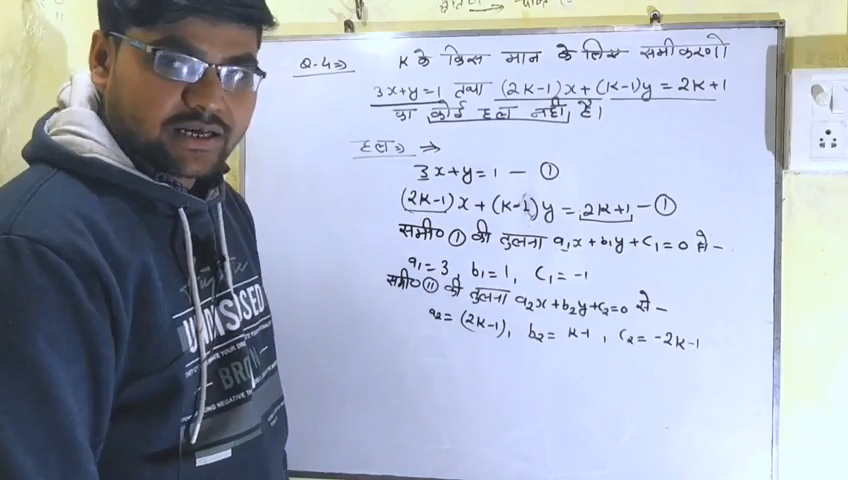 Q-4⇒ K के किस मान के लिए समीकरणों
3x+y=1 तथा (2k-1)x+(k-1)y = 2k+1
का कोई हल नहीं है।
हल⇒
3x+y=1 — ①
(2k-1)x + (k-1)y = 2k+1 — ①
समी० ① की तुलना a₁x+b₁y+c₁=0 से -
a₁=3, b₁=1, c₁=-1
समी० ⑪ की तुलना a₂x+b₂y+c₂=0 से -
a₂=(2k-1), b₂= k-1, c₂= -2k-1